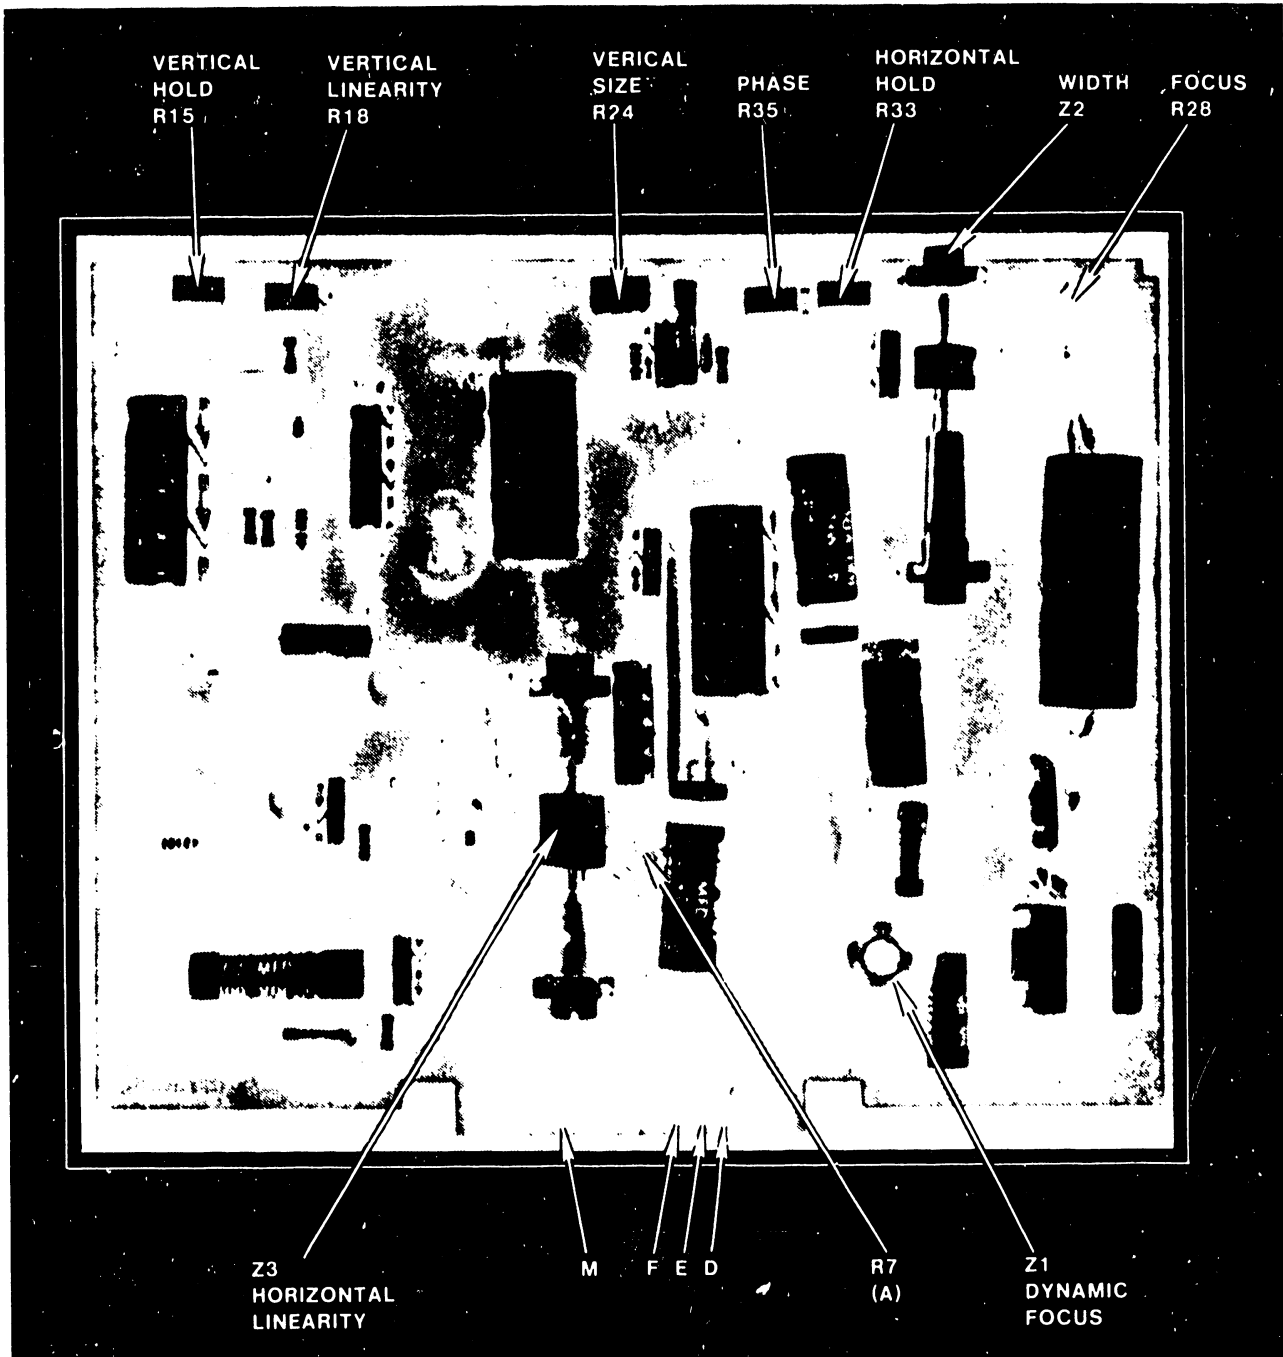 VERTICAL
HOLD
R15
VERTICAL
LINEARITY
R18
VERICAL
SIZE
R24
PHASE
R35
HORIZONTAL
HOLD
R33
WIDTH
Z2
FOCUS
R28
MFD
Z3
HORIZONTAL
LINEARITY
M
F
E
D
R7
(A)
Z1
DYNAMIC
FOCUS